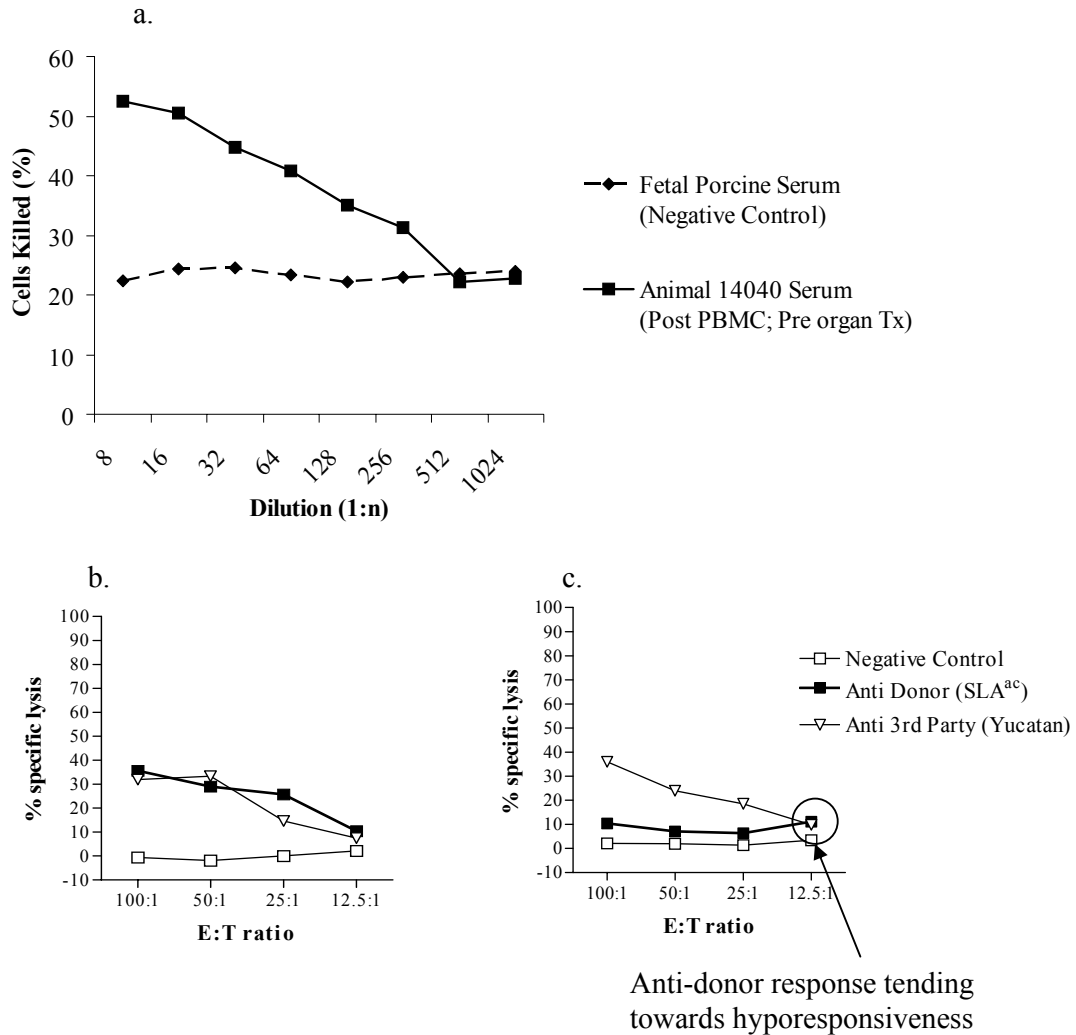 a.
60
50
40
30
20
10
0
Cells Killed (%)
8
16
32
64
128
256
512
1024
Dilution (1:n)
Fetal Porcine Serum
(Negative Control)
Animal 14040 Serum
(Post PBMC; Pre organ Tx)
b.
100
90
80
70
60
50
40
30
20
10
0
-10
% specific lysis
100:1
50:1
25:1
12.5:1
E:T ratio
c.
100
90
80
70
60
50
40
30
20
10
0
-10
% specific lysis
100:1
50:1
25:1
12.5:1
E:T ratio
Negative Control
Anti Donor (SLAᵃᶜ)
Anti 3rd Party (Yucatan)
Anti-donor response tending
towards hyporesponsiveness